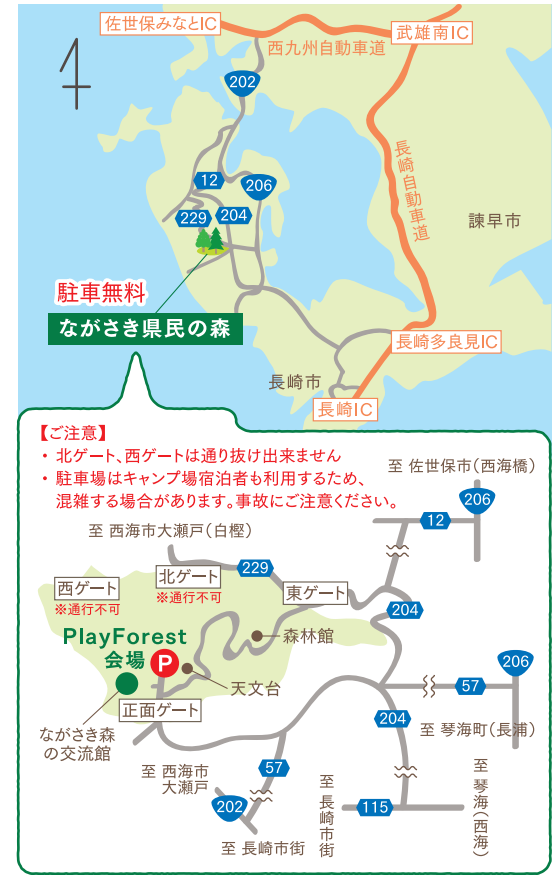 佐世保みなとIC
武雄南IC
西九州自動車道
202
長崎自動車道
12
206
229
204
諫早市
駐車無料
ながさき県民の森
長崎多良見IC
長崎市
長崎IC
【ご注意】
・ 北ゲート、西ゲートは通り抜け出来ません
・ 駐車場はキャンプ場宿泊者も利用するため、
混雑する場合があります。事故にご注意ください。
至 佐世保市(西海橋)
206
12
至 西海市大瀬戸(白樫)
229
北ゲート
※通行不可
西ゲート
※通行不可
東ゲート
204
PlayForest
会場
P
森林館
天文台
206
57
正面ゲート
204
ながさき森
の交流館
至 琴海町(長浦)
至 西海市
大瀬戸
57
202
至 長崎市街
至 長崎市街
115
至 琴海(西海)